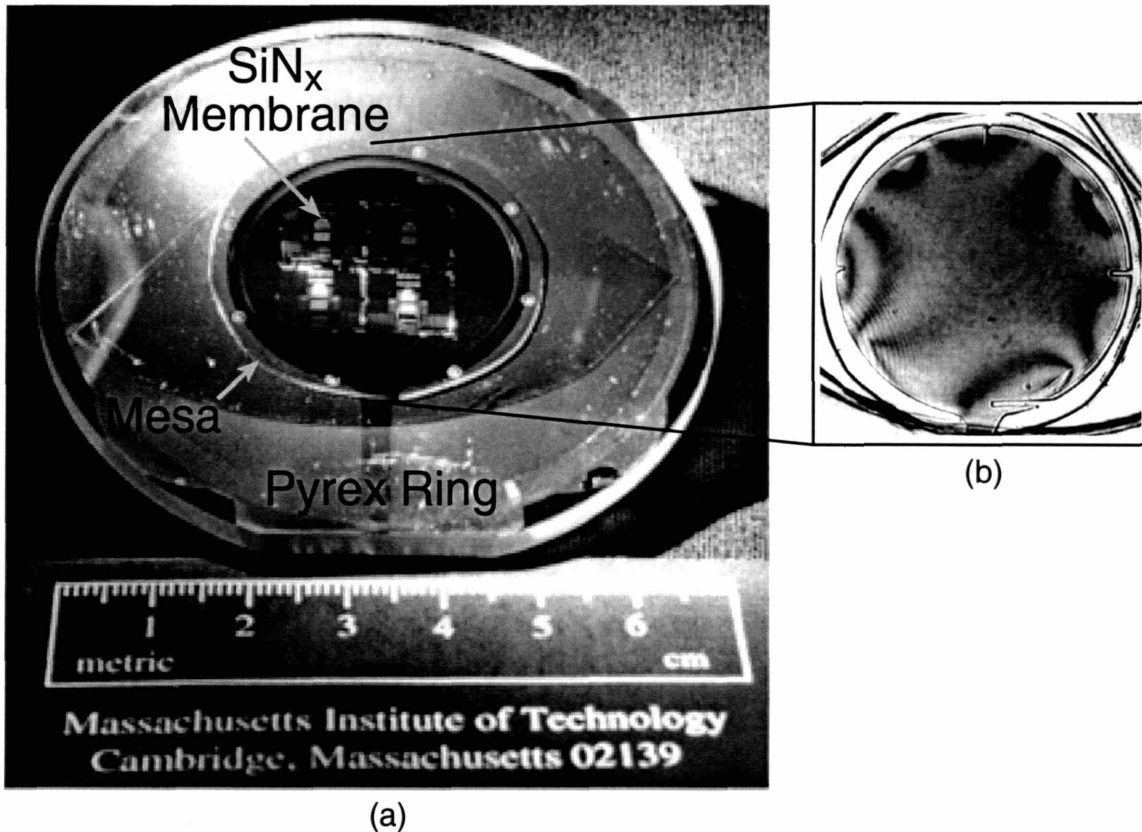 SiNx
Membrane
Mesa
Pyrex Ring
1 2 3 4 5 6
metric cm
Massachusetts Institute of Technology
Cambridge, Massachusetts 02139
(a)
(b)